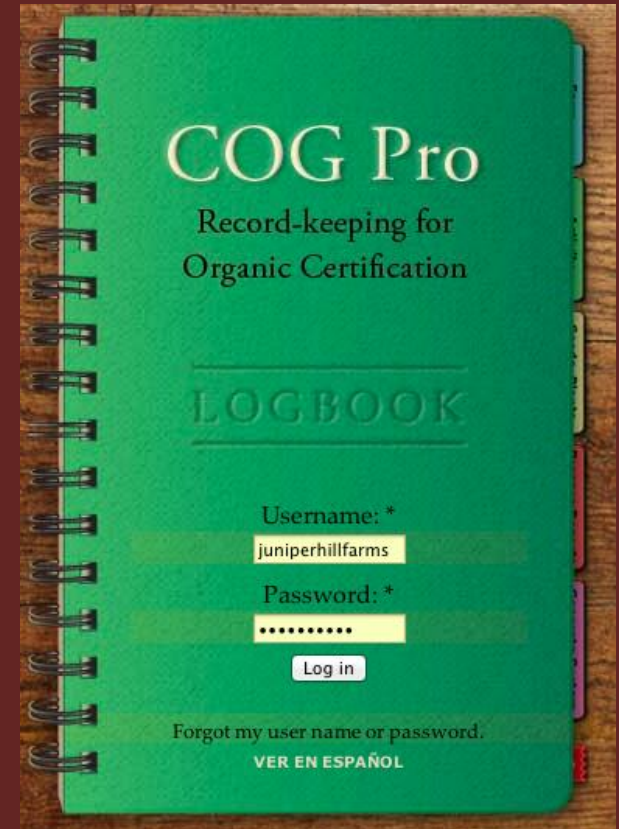 COG Pro
Record-keeping for
Organic Certification
LOGBOOK
Username: *
juniperhillfarms
Password: *
••••••••••
Log in
Forgot my user name or password.
VER EN ESPAÑOL